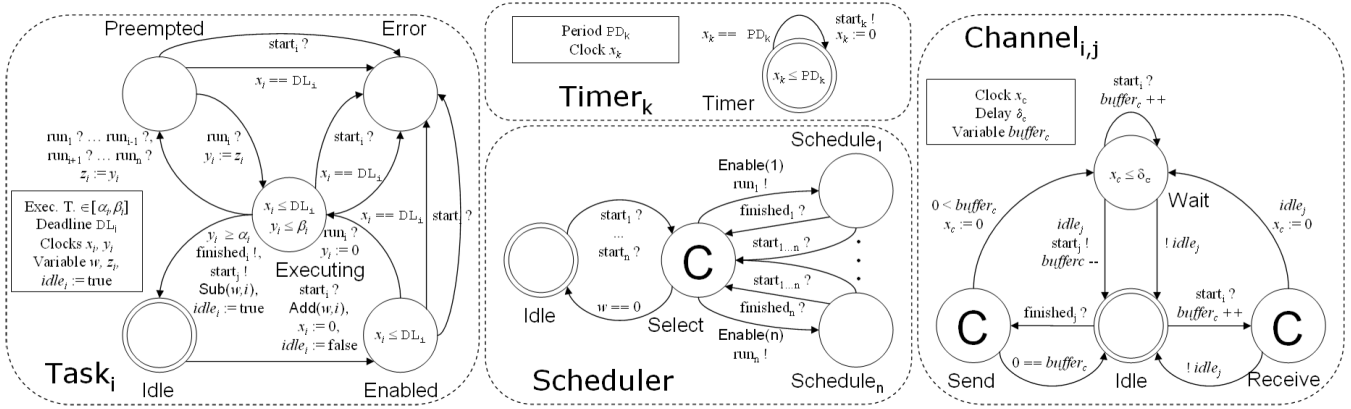 Preempted
Error
start_i ?
x_i == DL_i
run_1 ? … run_{i-1} ?,
run_{i+1} ? … run_n ?
z_i := y_i
run_i ?
y_i := z_i
start_i ?
x_i == DL_i
Exec. T. ∈[α_i, β_i]
Deadline DL_i
Clocks x_i, y_i
Variable w, z_i,
idle_i := true
x_i ≤ DL_i
y_i ≤ β_i
x_i == DL_i
start_i ?
y_i ≥ α_i
finished_i !,
start_j !
Sub(w,i),
idle_i := true
run_i ?
y_i := 0
Executing
start_i ?
Add(w,i),
x_i := 0,
idle_i := false
x_i ≤ DL_i
Task_i
Idle
Enabled
Period PD_k
Clock x_k
x_k == PD_k
start_k !
x_k := 0
x_k ≤ PD_k
Timer_k
Timer
Schedule_1
Enable(1)
run_1 !
finished_1 ?
start_1
...
start_n ?
start_{1...n} ?
C
start_{1...n} ?
w == 0
finished_n ?
Idle
Select
Enable(n)
run_n !
Scheduler
Schedule_n
Channel_{i,j}
Clock x_c
Delay δ_c
Variable buffer_c
start_i ?
buffer_c ++
x_c ≤ δ_c
Wait
0 < buffer_c
x_c := 0
idle_j
start_j !
bufferc --
! idle_j
idle_j
x_c := 0
C
finished_j ?
start_i ?
buffer_c ++
C
0 == buffer_c
! idle_j
Send
Idle
Receive